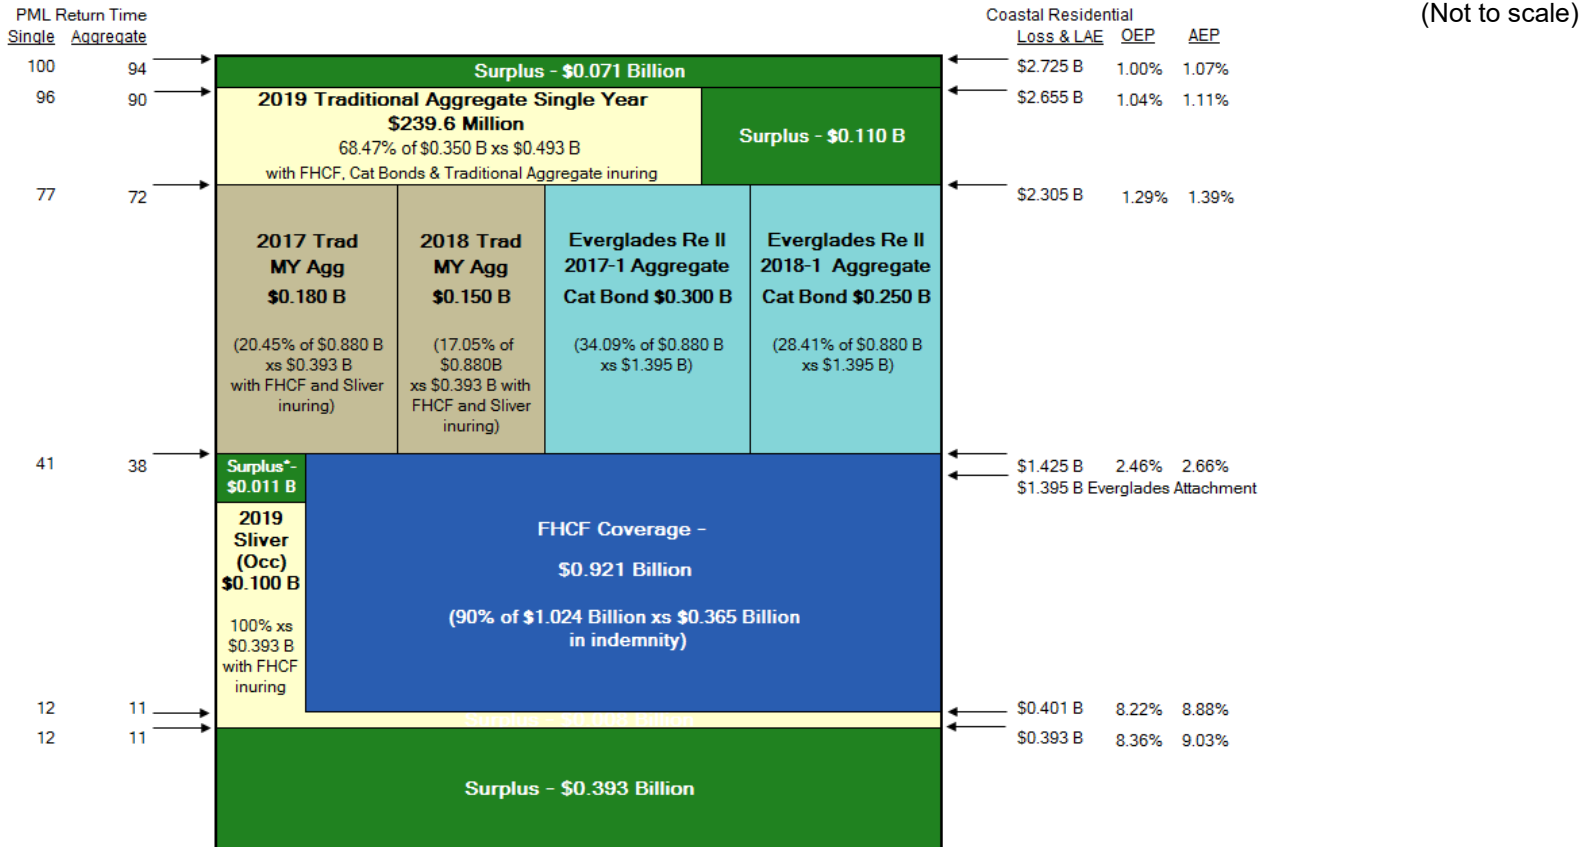 PML Return Time
Single Aggregate
Coastal Residential
Loss & LAE OEP AEP
(Not to scale)
100 94
Surplus - $0.071 Billion
$2.725 B 1.00% 1.07%
96 90
2019 Traditional Aggregate Single Year
$239.6 Million
68.47% of $0.350 B xs $0.493 B
with FHCF, Cat Bonds & Traditional Aggregate inuring
Surplus - $0.110 B
$2.655 B 1.04% 1.11%
77 72
$2.305 B 1.29% 1.39%
2017 Trad
MY Agg
$0.180 B
(20.45% of $0.880 B
xs $0.393 B
with FHCF and Sliver
inuring)
2018 Trad
MY Agg
$0.150 B
(17.05% of
$0.880B
xs $0.393 B with
FHCF and Sliver
inuring)
Everglades Re II
2017-1 Aggregate
Cat Bond $0.300 B
(34.09% of $0.880 B
xs $1.395 B)
Everglades Re II
2018-1 Aggregate
Cat Bond $0.250 B
(28.41% of $0.880 B
xs $1.395 B)
41 38
$1.425 B 2.46% 2.66%
$1.395 B Everglades Attachment
Surplus*-
$0.011 B
2019
Sliver
(Occ)
$0.100 B
100% xs
$0.393 B
with FHCF
inuring
FHCF Coverage -
$0.921 Billion
(90% of $1.024 Billion xs $0.365 Billion
in indemnity)
12 11
Surplus - $0.008 Billion
$0.401 B 8.22% 8.88%
12 11
$0.393 B 8.36% 9.03%
Surplus - $0.393 Billion